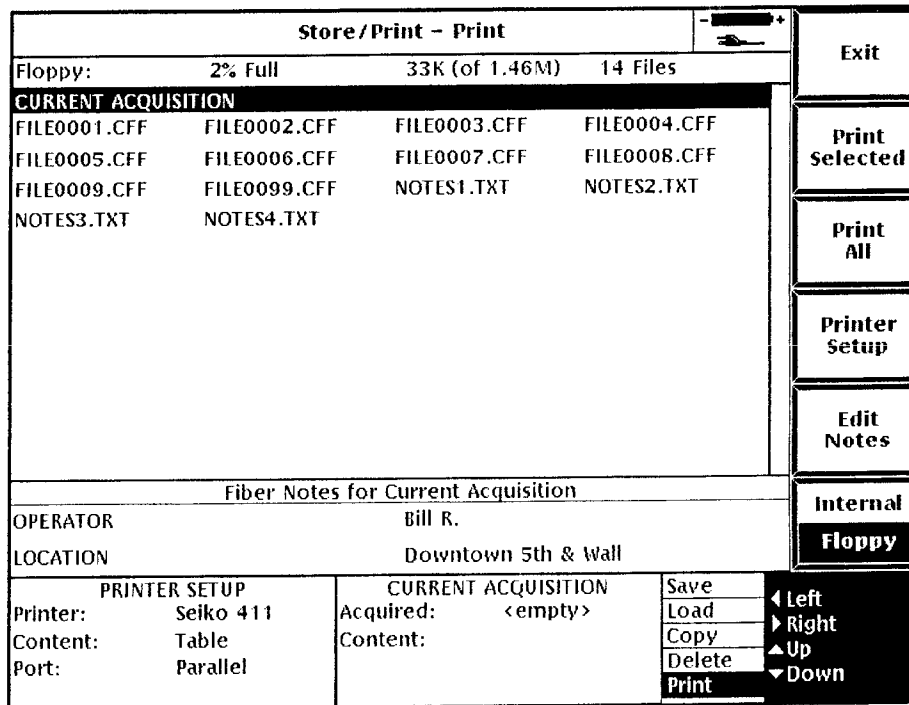 Store/Print - Print
- +
Floppy: 2% Full 33K (of 1.46M) 14 Files
CURRENT ACQUISITION
FILE0001.CFF FILE0002.CFF FILE0003.CFF FILE0004.CFF
FILE0005.CFF FILE0006.CFF FILE0007.CFF FILE0008.CFF
FILE0009.CFF FILE0099.CFF NOTES1.TXT NOTES2.TXT
NOTES3.TXT NOTES4.TXT
Fiber Notes for Current Acquisition
OPERATOR Bill R.
LOCATION Downtown 5th & Wall
PRINTER SETUP
Printer: Seiko 411
Content: Table
Port: Parallel
CURRENT ACQUISITION
Acquired: <empty>
Content:
Save
Load
Copy
Delete
Print
Left
Right
Up
Down
Exit
Print
Selected
Print
All
Printer
Setup
Edit
Notes
Internal
Floppy